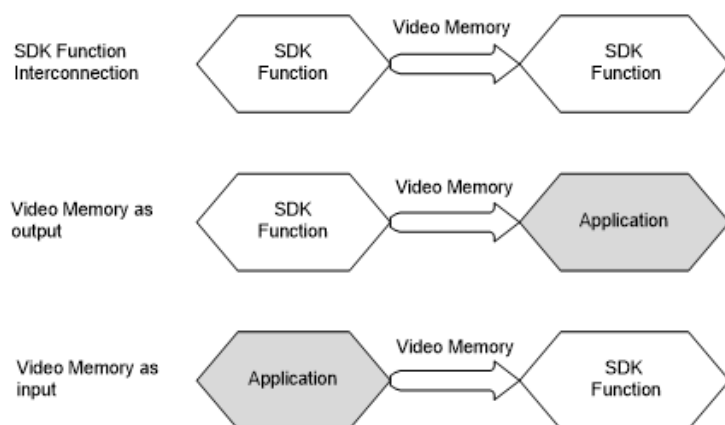 SDK Function
Interconnection
SDK
Function
Video Memory
SDK
Function
Video Memory as
output
SDK
Function
Video Memory
Application
Video Memory as
input
Application
Video Memory
SDK
Function